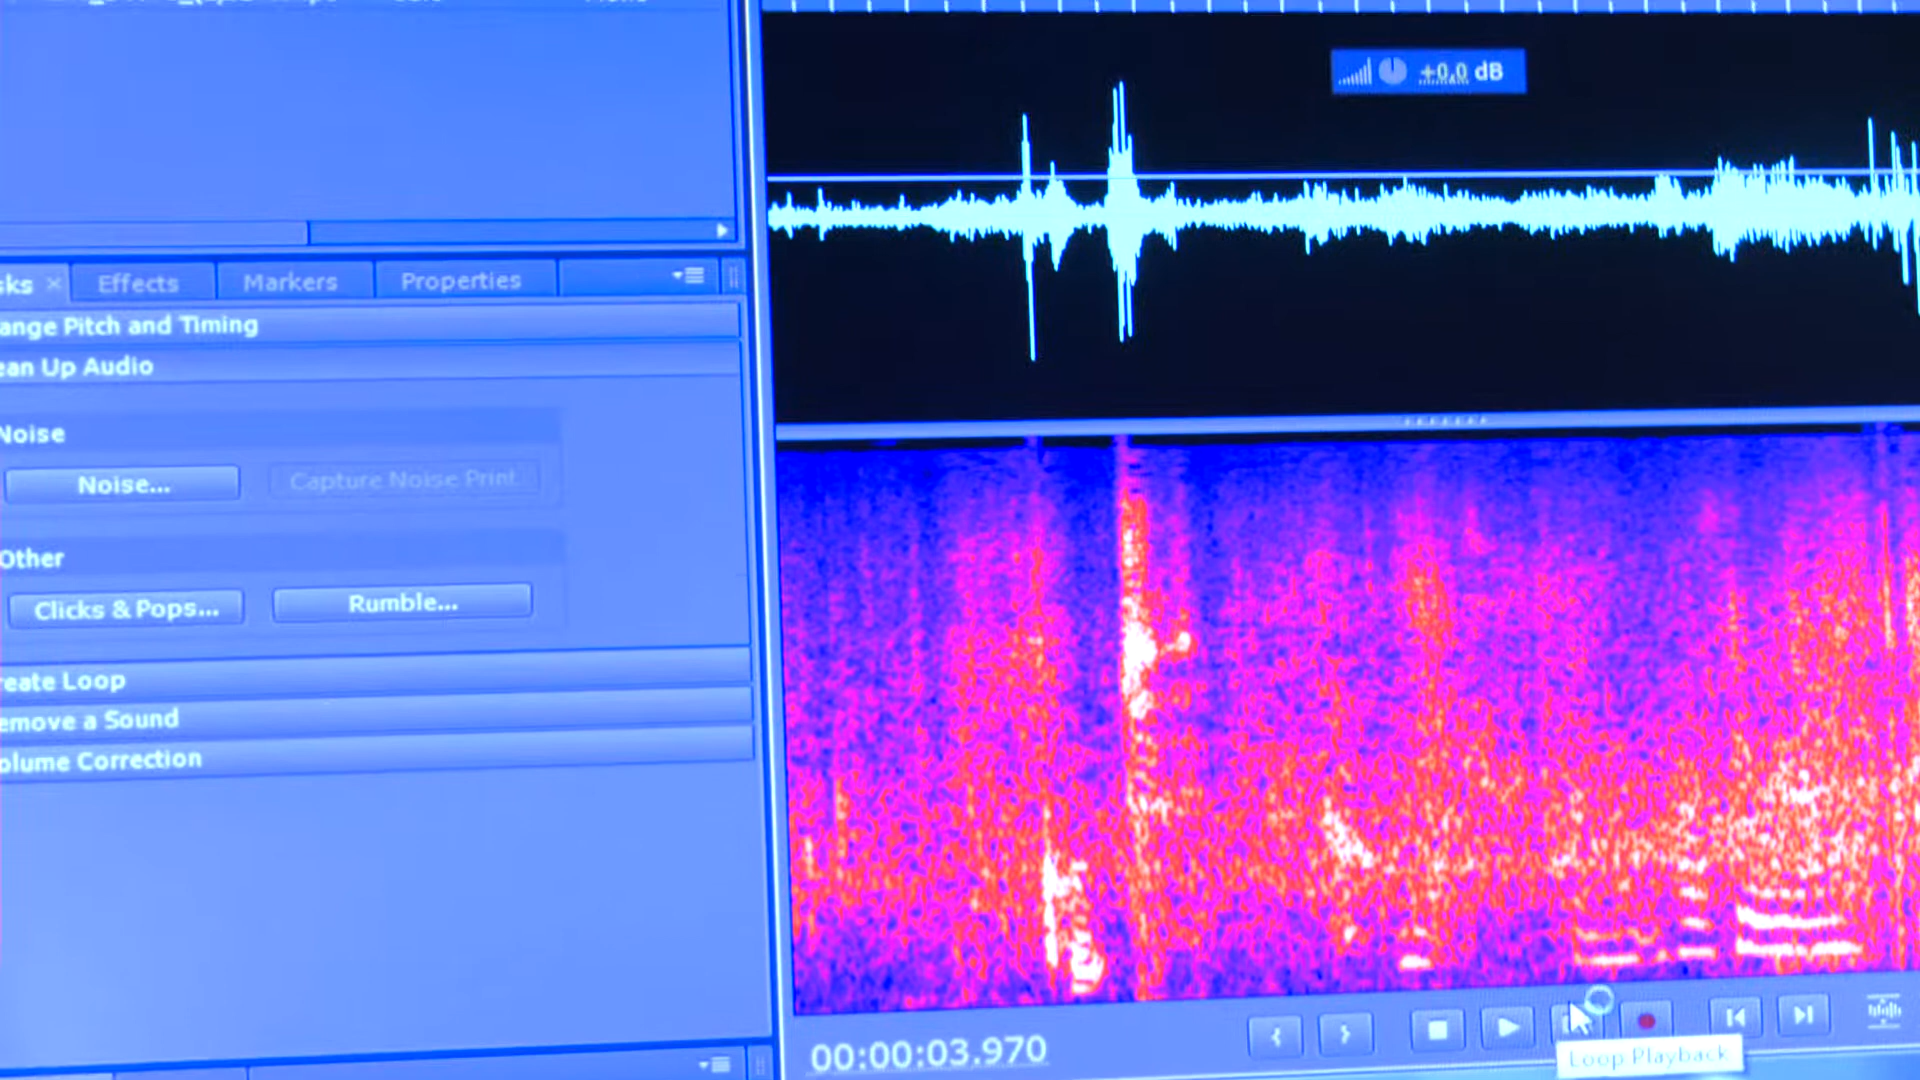 +0.0 dB
sks × Effects Markers Properties
ange Pitch and Timing
ean Up Audio
Noise
Noise... Capture Noise Print
Other
Clicks & Pops... Rumble...
reate Loop
emove a Sound
olume Correction
00:00:03.970
Loop Playback